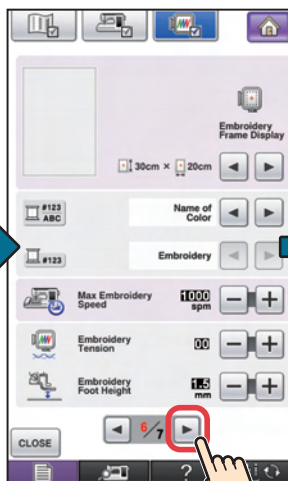 Embroidery
Frame Display
30cm × 20cm
#123
ABC
Name of
Color
#123
Embroidery
Max Embroidery
Speed
1000
spm
Embroidery
Tension
00
Embroidery
Foot Height
1.5
mm
6/7
CLOSE
?